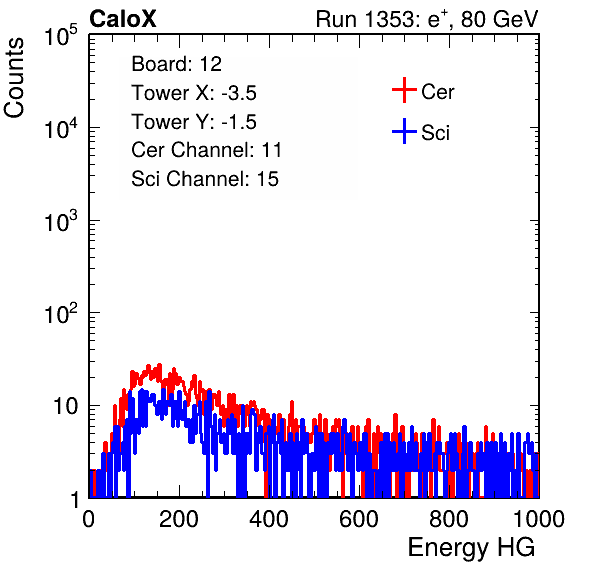 CaloX Run 1353: e⁺, 80 GeV
Counts
10⁵
10⁴
10³
10²
10
1
Board: 12
Tower X: -3.5
Tower Y: -1.5
Cer Channel: 11
Sci Channel: 15
Cer
Sci
0 200 400 600 800 1000
Energy HG